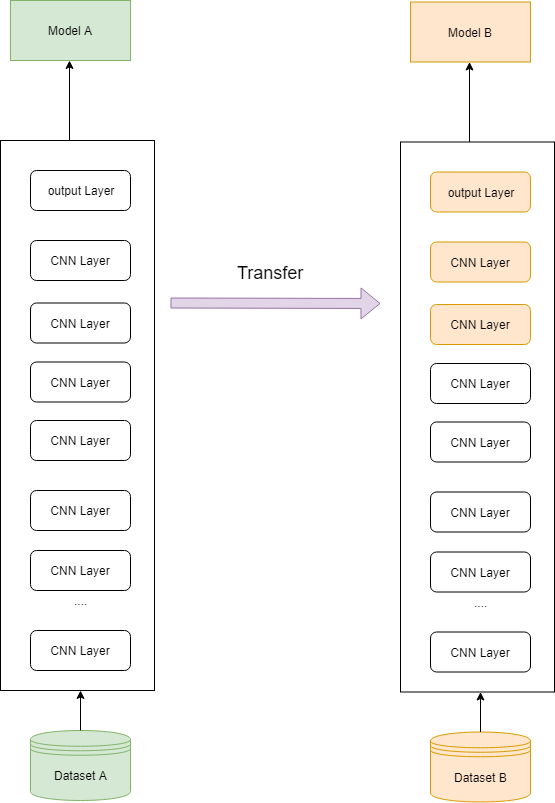 Model A
output Layer
CNN Layer
CNN Layer
CNN Layer
CNN Layer
CNN Layer
CNN Layer
....
CNN Layer
Dataset A
Transfer
Model B
output Layer
CNN Layer
CNN Layer
CNN Layer
CNN Layer
CNN Layer
CNN Layer
....
CNN Layer
Dataset B